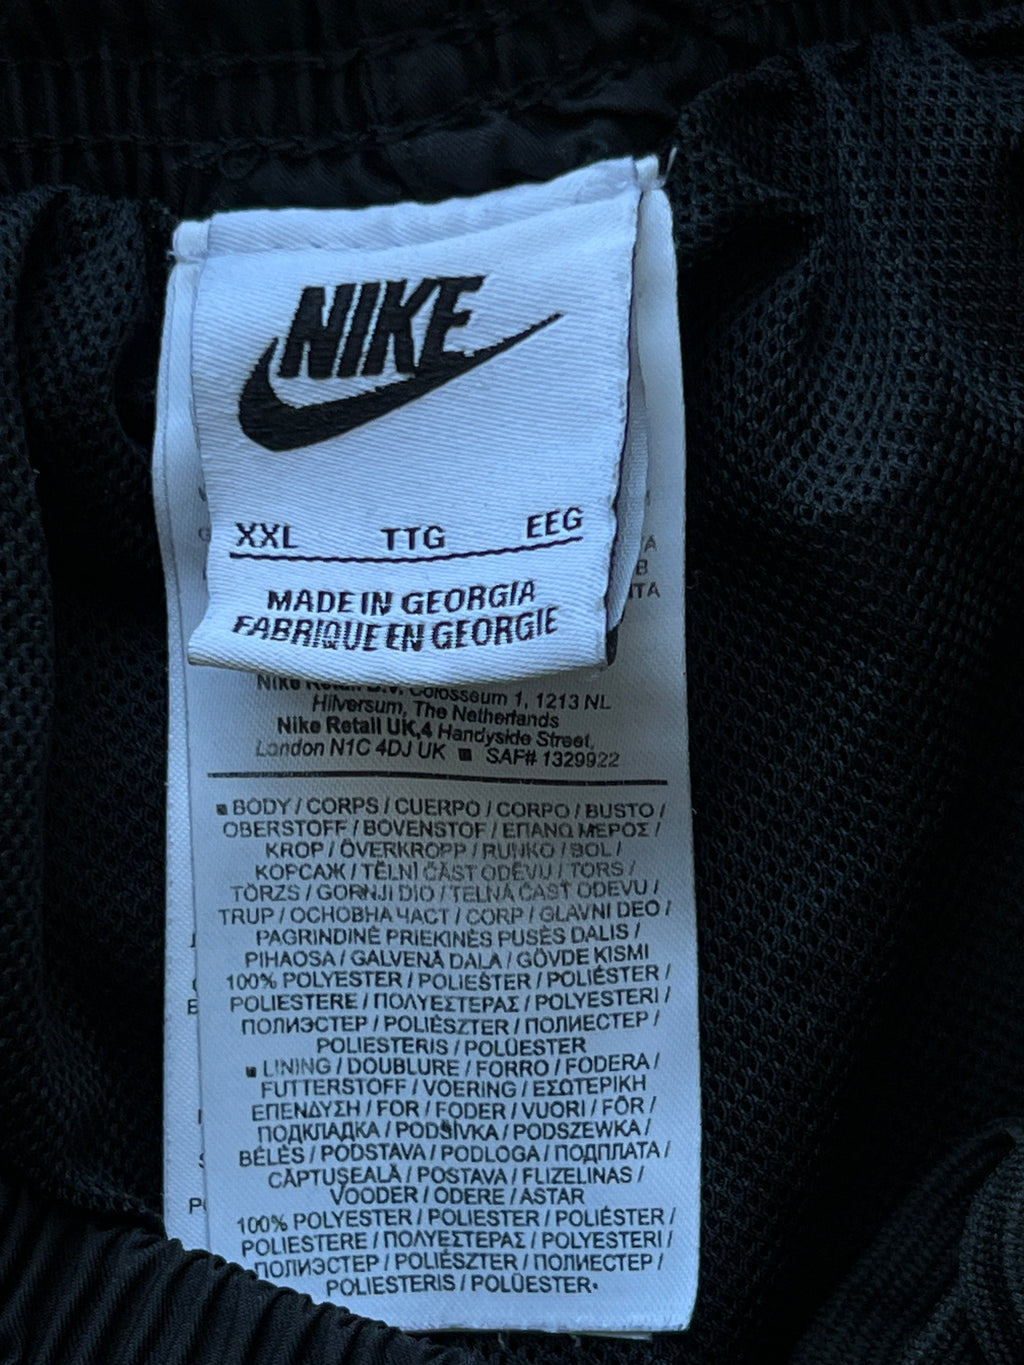 NIKE
XXL TTG EEG
MADE IN GEORGIA
FABRIQUE EN GEORGIE
Nike Retail B.V. Colosseum 1, 1213 NL
Hilversum, The Netherlands
Nike Retail UK,4 Handyside Street,
London N1C 4DJ UK ■ SAF# 1329922
■ BODY / CORPS / CUERPO / CORPO / BUSTO /
OBERSTOFF / BOVENSTOF / ΕΠΑΝΩ ΜΕΡΟΣ /
KROP / ÖVERKROPP / RUNKO / BOL /
КОРСАЖ / TĚLNÍ ČÁST ODĚVU / TORS /
TÖRZS / GORNJI DIO / TELNÁ ČASŤ ODEVU /
TRUP / ОСНОВНА ЧАСТ / CORP / GLAVNI DEO /
PAGRINDINĖ PRIEKINĖS PUSĖS DALIS /
PIHAOSA / GALVENĀ DAĻA / GÖVDE KISMI
100% POLYESTER / POLIESTER / POLIÉSTER /
POLIESTERE / ΠΟΛΥΕΣΤΕΡΑΣ / POLYESTERI /
ПОЛИЭСТЕР / POLIÉSZTER / ПОЛИЕСТЕР /
POLIESTERIS / POLÜESTER
■ LINING / DOUBLURE / FORRO / FODERA /
FUTTERSTOFF / VOERING / ΕΣΩΤΕΡΙΚΗ
ΕΠΕΝΔΥΣΗ / FOR / FODER / VUORI / FÔR /
ПОДКЛАДКА / PODŠÍVKA / PODSZEWKA /
BÉLÉS / PODSTAVA / PODLOGA / ПОДПЛАТА /
CĂPTUŞEALĂ / POSTAVA / FLIZELINAS /
VOODER / ODERE / ASTAR
100% POLYESTER / POLIESTER / POLIÉSTER /
POLIESTERE / ΠΟΛΥΕΣΤΕΡΑΣ / POLYESTERI /
ПОЛИЭСТЕР / POLIÉSZTER / ПОЛИЕСТЕР /
POLIESTERIS / POLÜESTER